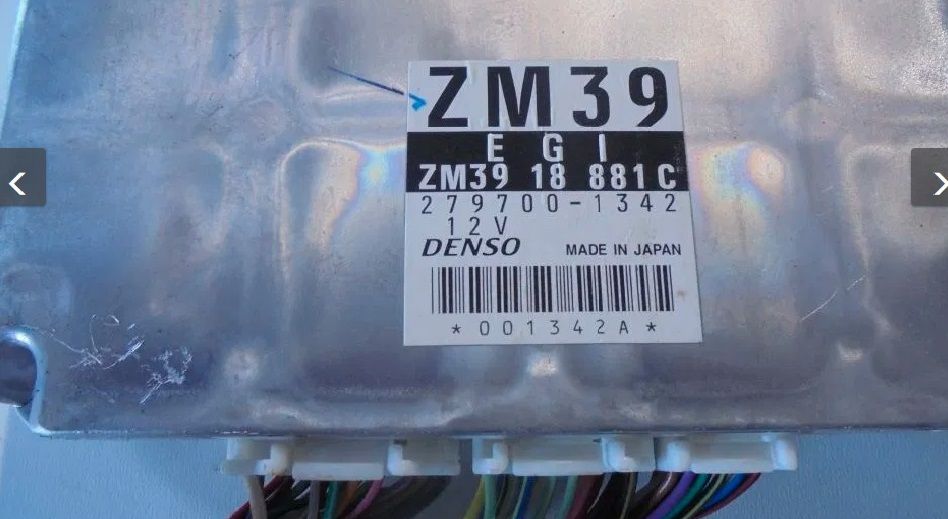 ZM39
E G I
ZM39 18 881C
279700-1342
12V
DENSO MADE IN JAPAN
*001342A*